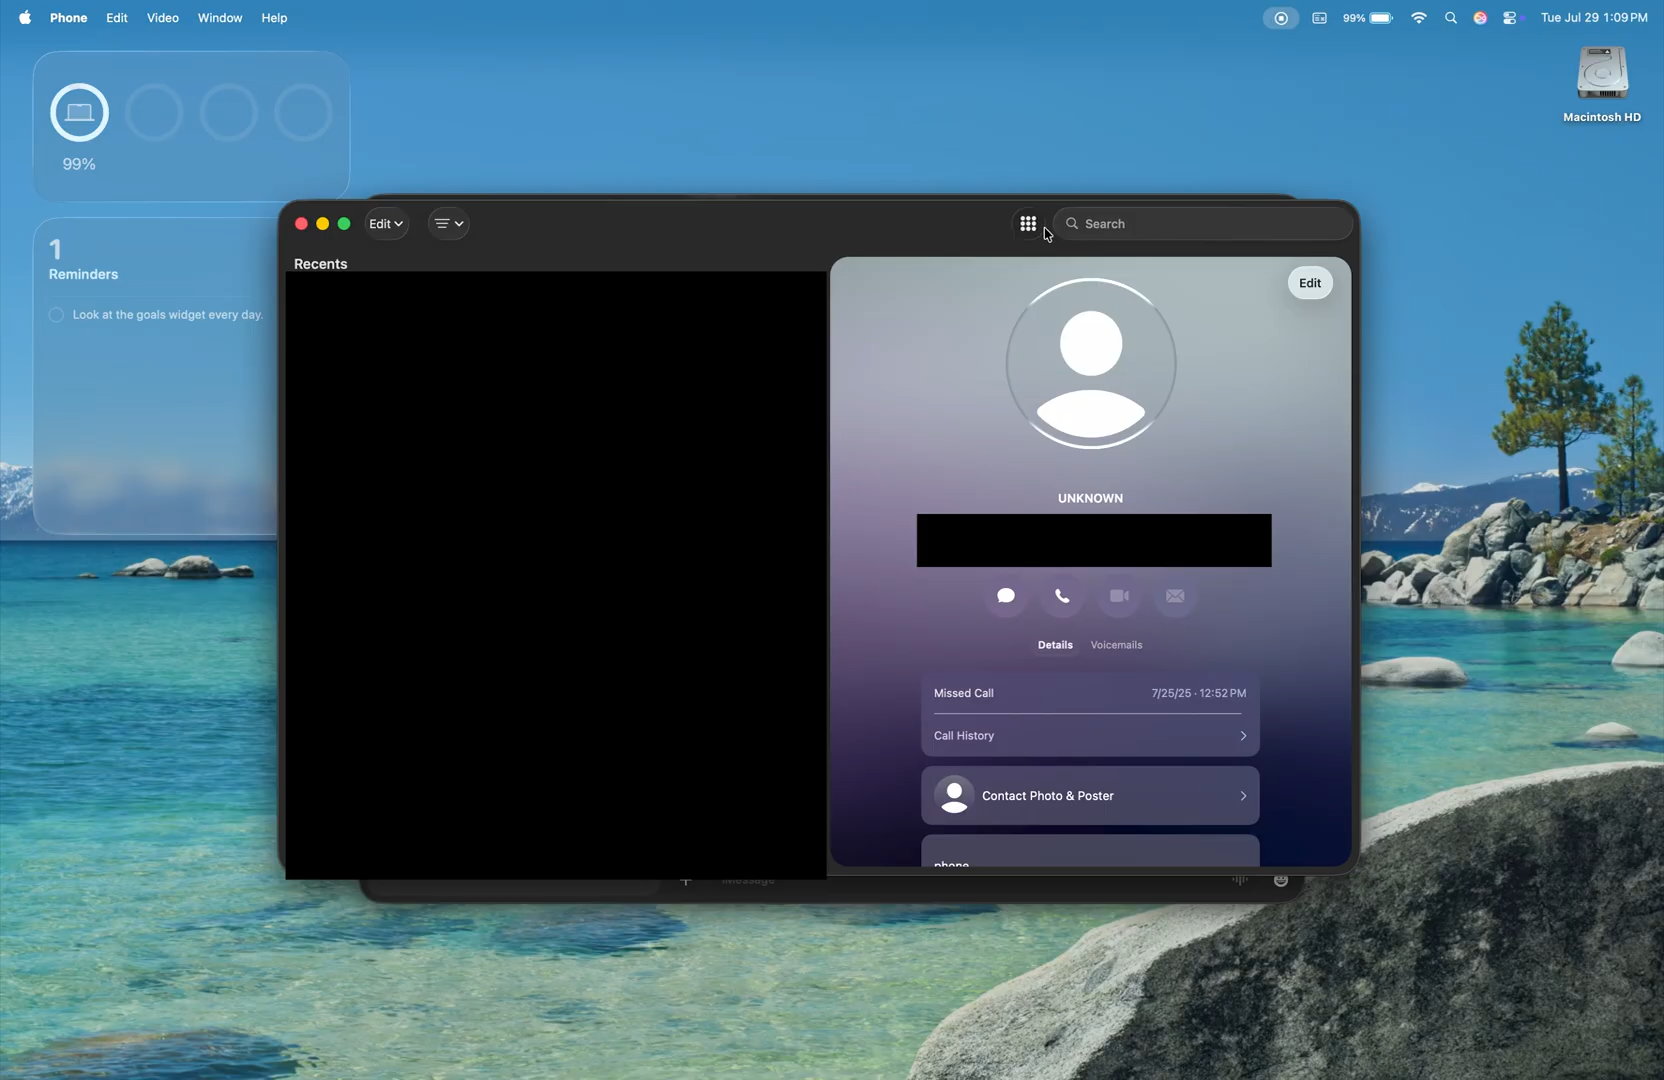 Phone Edit Video Window Help
99% Tue Jul 29 1:09 PM
Macintosh HD
99%
1
Reminders
Look at the goals widget every day.
Edit
Search
Recents
Edit
UNKNOWN
Details Voicemails
Missed Call 7/25/25 · 12:52 PM
Call History
Contact Photo & Poster
phone
iMessage